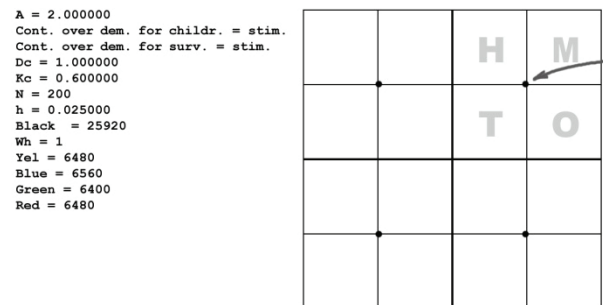 A = 2.000000
Cont. over dem. for childr. = stim.
Cont. over dem. for surv. = stim.
Dc = 1.000000
Kc = 0.600000
N = 200
h = 0.025000
Black  = 25920
Wh = 1
Yel = 6480
Blue = 6560
Green = 6400
Red = 6480
H M
T O